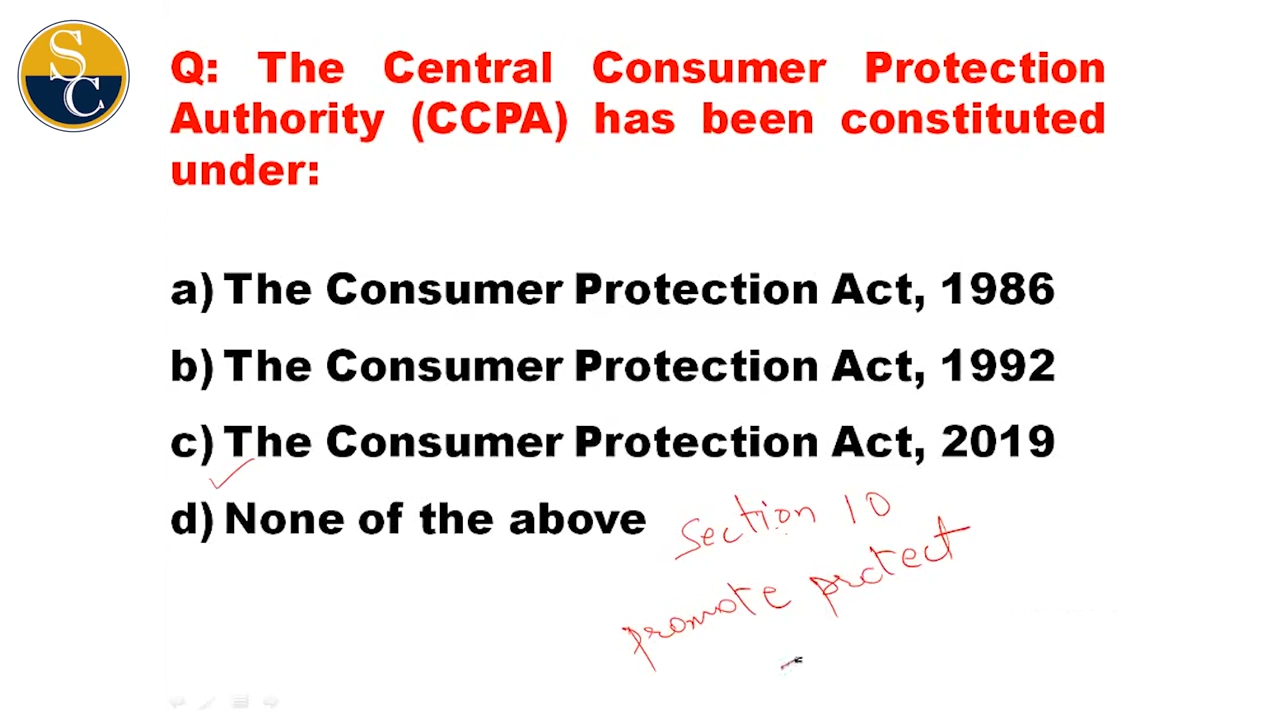 SC
Q: The Central Consumer Protection
Authority (CCPA) has been constituted
under:
a) The Consumer Protection Act, 1986
b) The Consumer Protection Act, 1992
c) The Consumer Protection Act, 2019
d) None of the above
Section 10
promote protect